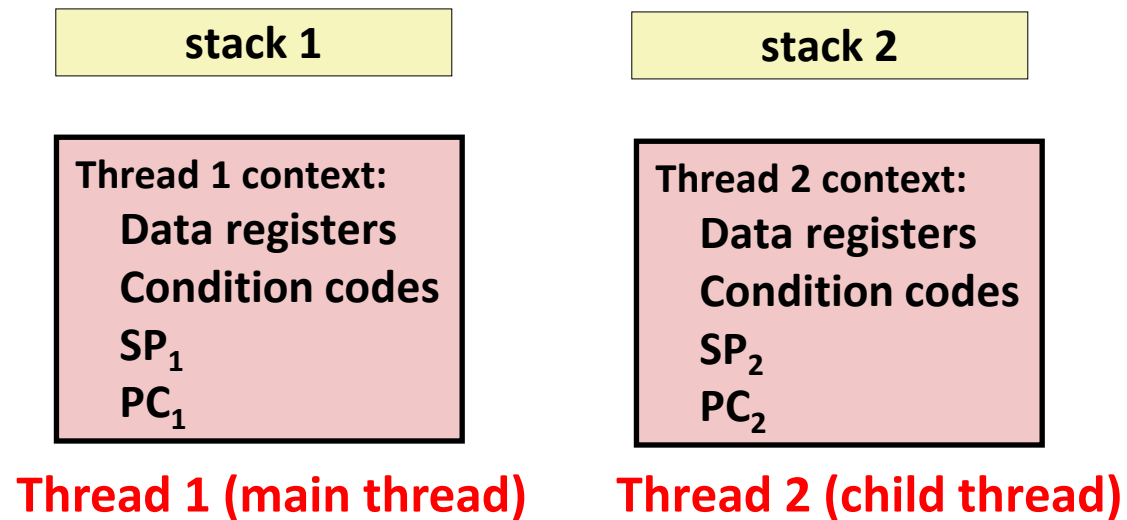 stack 1
Thread 1 context:
Data registers
Condition codes
SP₁
PC₁
Thread 1 (main thread)
stack 2
Thread 2 context:
Data registers
Condition codes
SP₂
PC₂
Thread 2 (child thread)